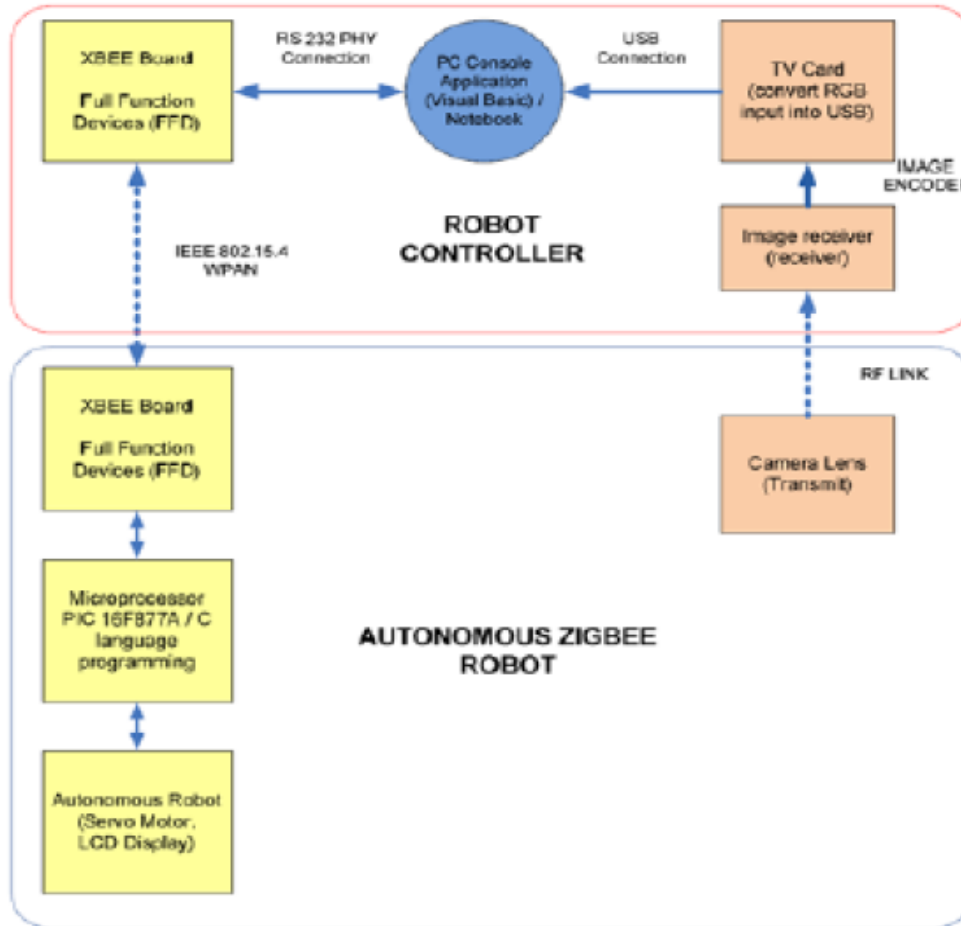 XBEE Board
Full Function
Devices (FFD)
RS 232 PHY
Connection
PC Console
Application
(Visual Basic) /
Notebook
USB
Connection
TV Card
(convert RGB
input into USB)
IMAGE
ENCODER
Image receiver
(receiver)
ROBOT
CONTROLLER
IEEE 802.15.4
WPAN
RF LINK
XBEE Board
Full Function
Devices (FFD)
Camera Lens
(Transmit)
Microprocessor
PIC 16F877A / C
language
programming
AUTONOMOUS ZIGBEE
ROBOT
Autonomous Robot
(Servo Motor,
LCD Display)